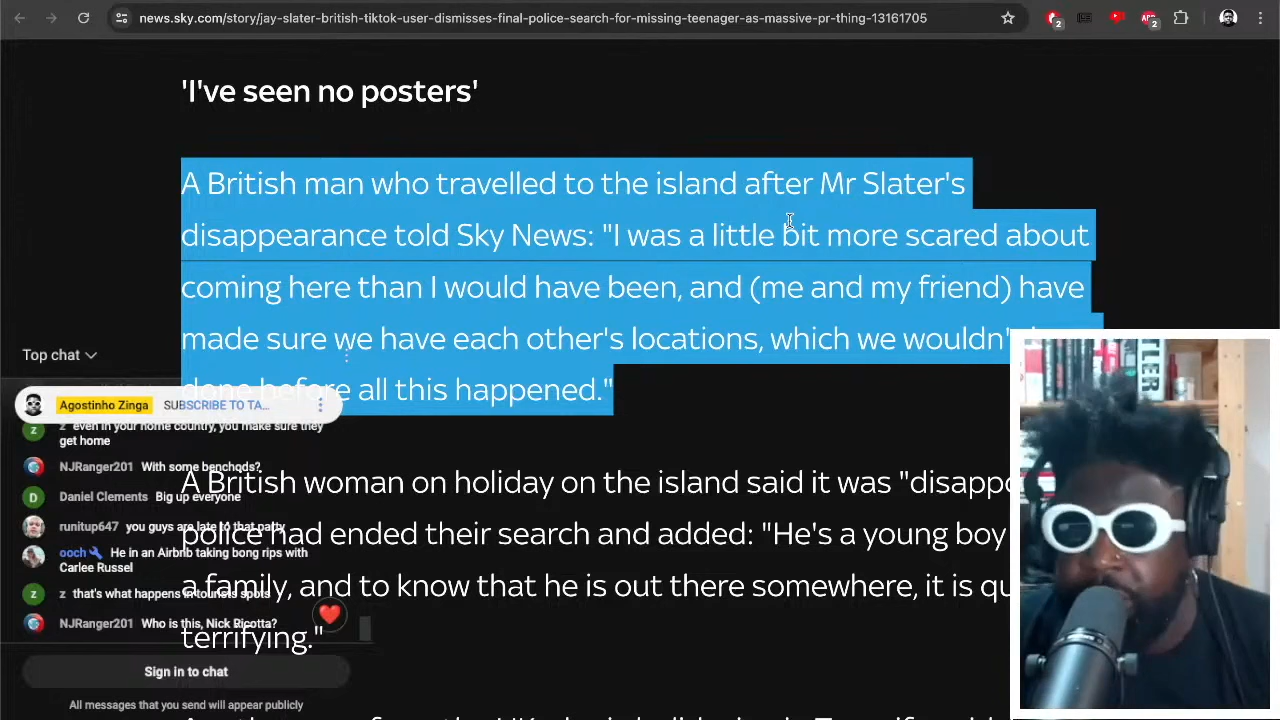 news.sky.com/story/jay-slater-british-tiktok-user-dismisses-final-police-search-for-missing-teenager-as-massive-pr-thing-13161705
2
2
'I've seen no posters'
A British man who travelled to the island after Mr Slater's
disappearance told Sky News: "I was a little bit more scared about
coming here than I would have been, and (me and my friend) have
made sure we have each other's locations, which we wouldn't
done before all this happened."
A British woman on holiday on the island said it was "disappo
police had ended their search and added: "He's a young boy
a family, and to know that he is out there somewhere, it is qu
terrifying."
Top chat
Agostinho Zinga SUBSCRIBE TO TA...
z even in your home country, you make sure they
get home
NJRanger201 With some benchods?
D Daniel Clements Big up everyone
runitup647 you guys are late to that party
ooch He in an Airbnb taking bong rips with
Carlee Russel
z that's what happens in tourists spots
NJRanger201 Who is this, Nick Ricotta?
Sign in to chat
All messages that you send will appear publicly
TLER